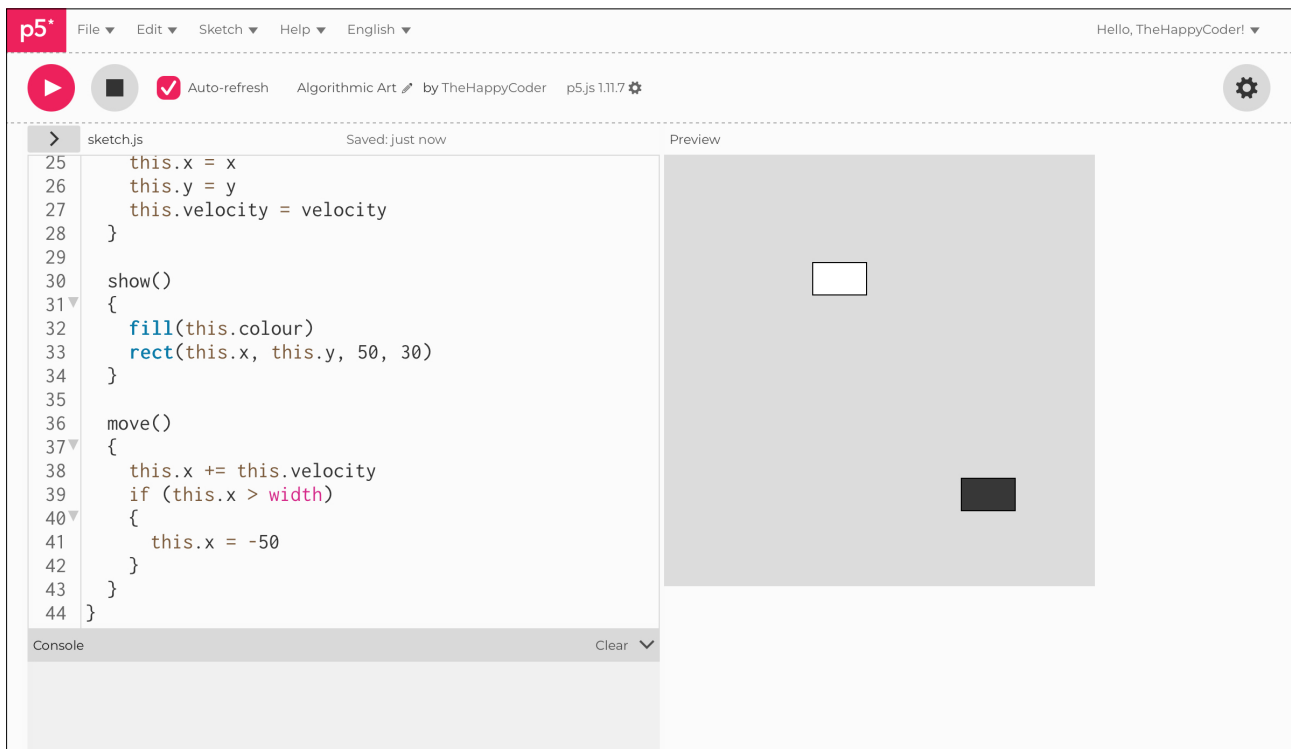 p5* File Edit Sketch Help English Hello, TheHappyCoder!
Auto-refresh Algorithmic Art by TheHappyCoder p5.js 1.11.7
sketch.js Saved: just now Preview
25 this.x = x
26 this.y = y
27 this.velocity = velocity
28 }
29
30 show()
31 {
32 fill(this.colour)
33 rect(this.x, this.y, 50, 30)
34 }
35
36 move()
37 {
38 this.x += this.velocity
39 if (this.x > width)
40 {
41 this.x = -50
42 }
43 }
44 }
Console Clear